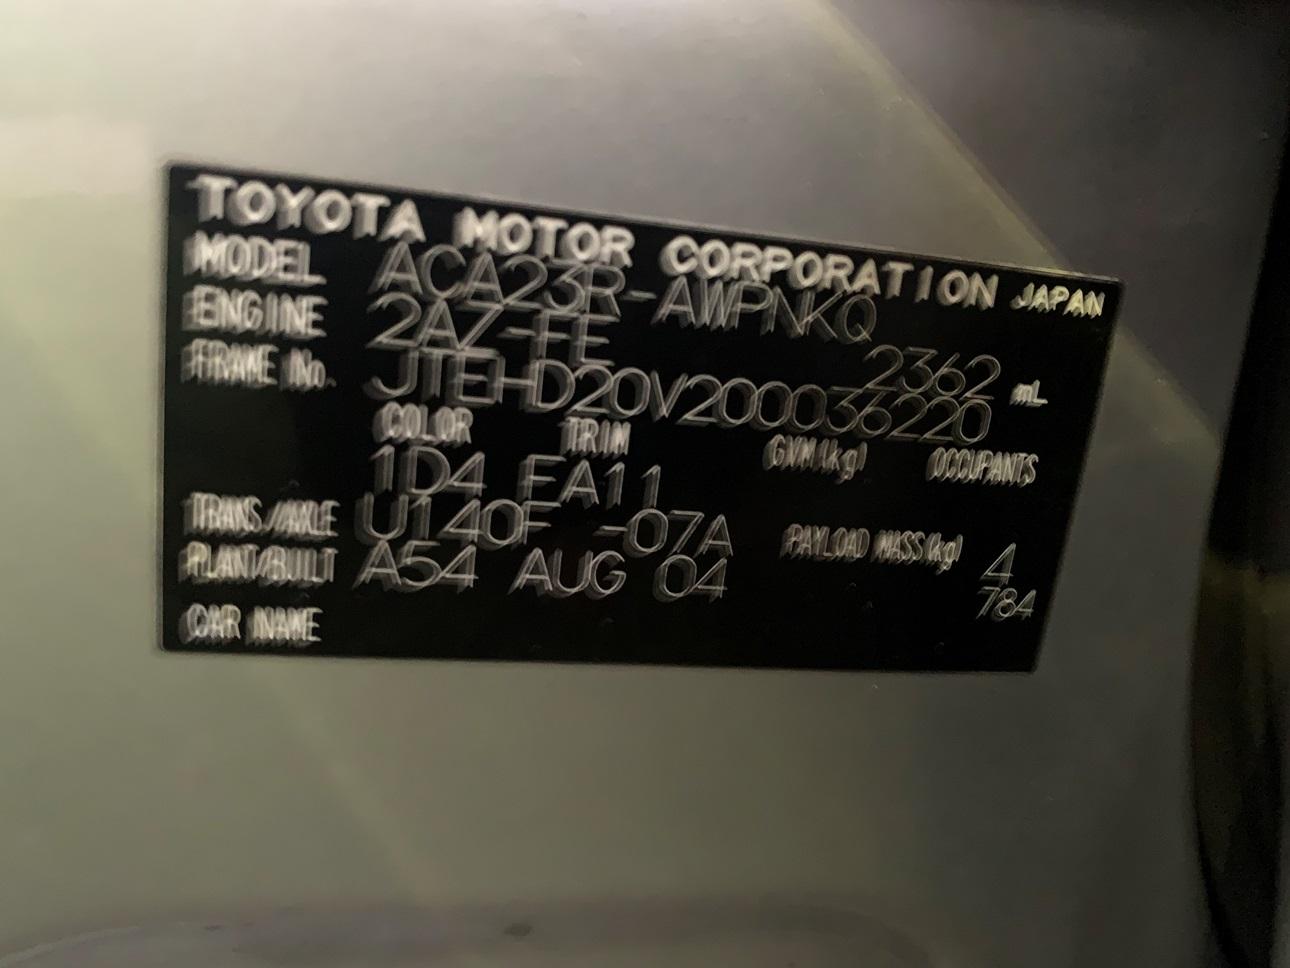 TOYOTA MOTOR CORPORATION JAPAN
MODEL ACA23R-AWPNKQ
ENGINE 2AZ-FE 2362 mL
FRAME No. JTEHD20V200036220
COLOR TRIM GVM(kg) OCCUPANTS
1D4 FA11
TRANS./AXLE U140F -07A PAYLOAD MASS(kg) 4
PLANT/BUILT A54 AUG 04 784
CAR NAME